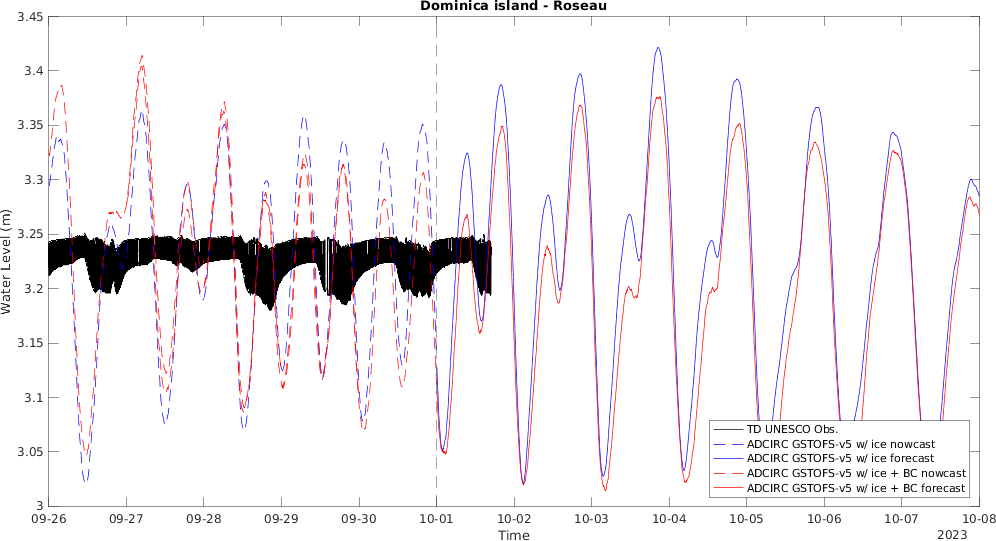 Dominica island - Roseau
3.45
3.4
3.35
3.3
3.25
3.2
3.15
3.1
3.05
3
Water Level (m)
TD UNESCO Obs.
ADCIRC GSTOFS-v5 w/ ice nowcast
ADCIRC GSTOFS-v5 w/ ice forecast
ADCIRC GSTOFS-v5 w/ ice + BC nowcast
ADCIRC GSTOFS-v5 w/ ice + BC forecast
09-26 09-27 09-28 09-29 09-30 10-01 10-02 10-03 10-04 10-05 10-06 10-07 10-08
Time
2023